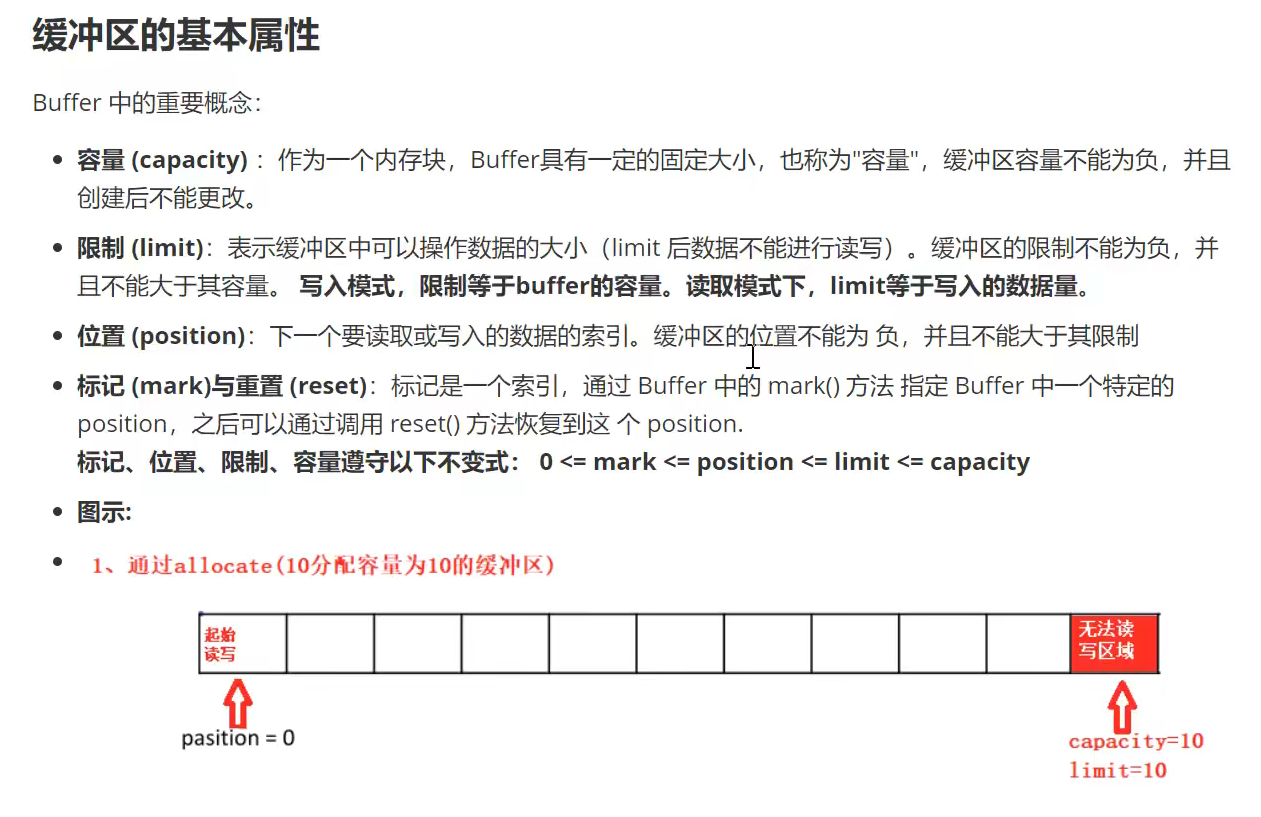 缓冲区的基本属性
Buffer 中的重要概念：
容量 (capacity) ：作为一个内存块，Buffer具有一定的固定大小，也称为"容量"，缓冲区容量不能为负，并且
创建后不能更改。
限制 (limit)：表示缓冲区中可以操作数据的大小（limit 后数据不能进行读写）。缓冲区的限制不能为负，并
且不能大于其容量。 写入模式，限制等于buffer的容量。读取模式下，limit等于写入的数据量。
位置 (position)：下一个要读取或写入的数据的索引。缓冲区的位置不能为 负，并且不能大于其限制
标记 (mark)与重置 (reset)：标记是一个索引，通过 Buffer 中的 mark() 方法 指定 Buffer 中一个特定的
position，之后可以通过调用 reset() 方法恢复到这 个 position.
标记、位置、限制、容量遵守以下不变式： 0 <= mark <= position <= limit <= capacity
图示:
1、通过allocate(10分配容量为10的缓冲区)
起始
读写
无法读
写区域
pasition = 0
capacity=10
limit=10